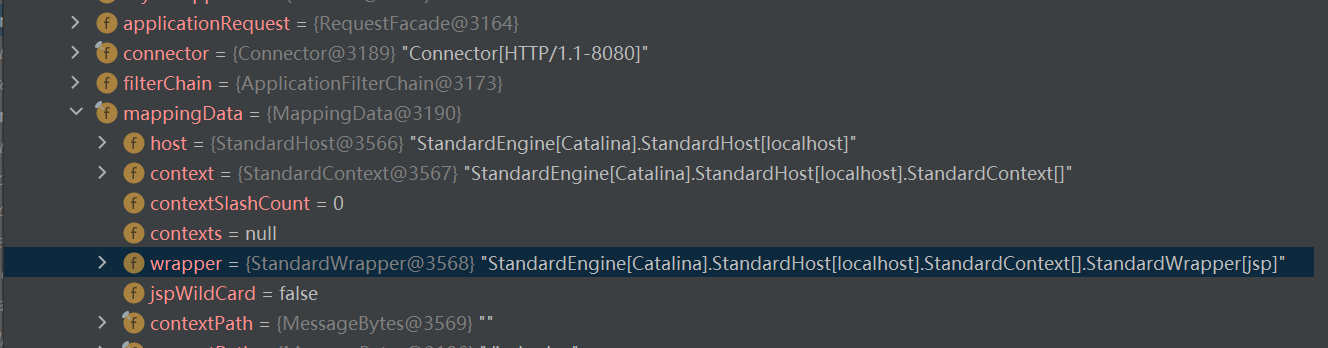 applicationRequest = {RequestFacade@3164}
connector = {Connector@3189} "Connector[HTTP/1.1-8080]"
filterChain = {ApplicationFilterChain@3173}
mappingData = {MappingData@3190}
host = {StandardHost@3566} "StandardEngine[Catalina].StandardHost[localhost]"
context = {StandardContext@3567} "StandardEngine[Catalina].StandardHost[localhost].StandardContext[]"
contextSlashCount = 0
contexts = null
wrapper = {StandardWrapper@3568} "StandardEngine[Catalina].StandardHost[localhost].StandardContext[].StandardWrapper[jsp]"
jspWildCard = false
contextPath = {MessageBytes@3569} ""